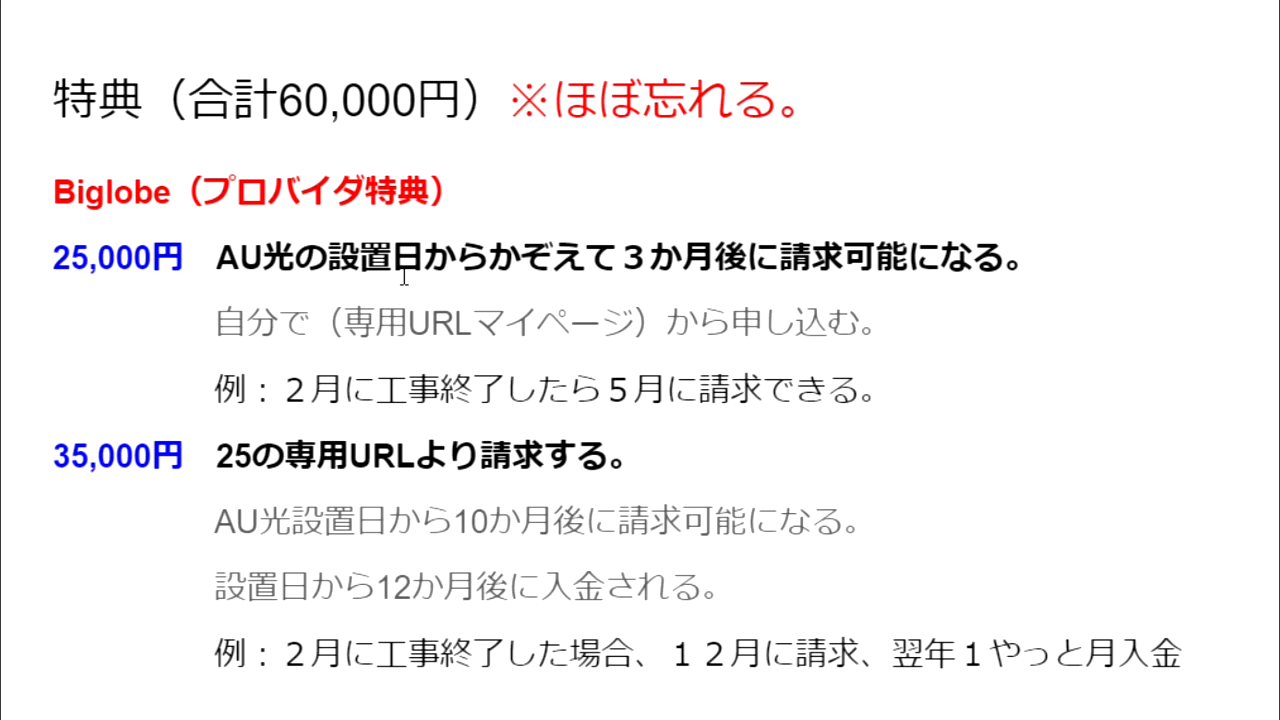 特典（合計60,000円）※ほぼ忘れる。
Biglobe（プロバイダ特典）
25,000円　AU光の設置日からかぞえて３か月後に請求可能になる。
自分で（専用URLマイページ）から申し込む。
例：２月に工事終了したら５月に請求できる。
35,000円　25の専用URLより請求する。
AU光設置日から10か月後に請求可能になる。
設置日から12か月後に入金される。
例：２月に工事終了した場合、１２月に請求、翌年１やっと月入金